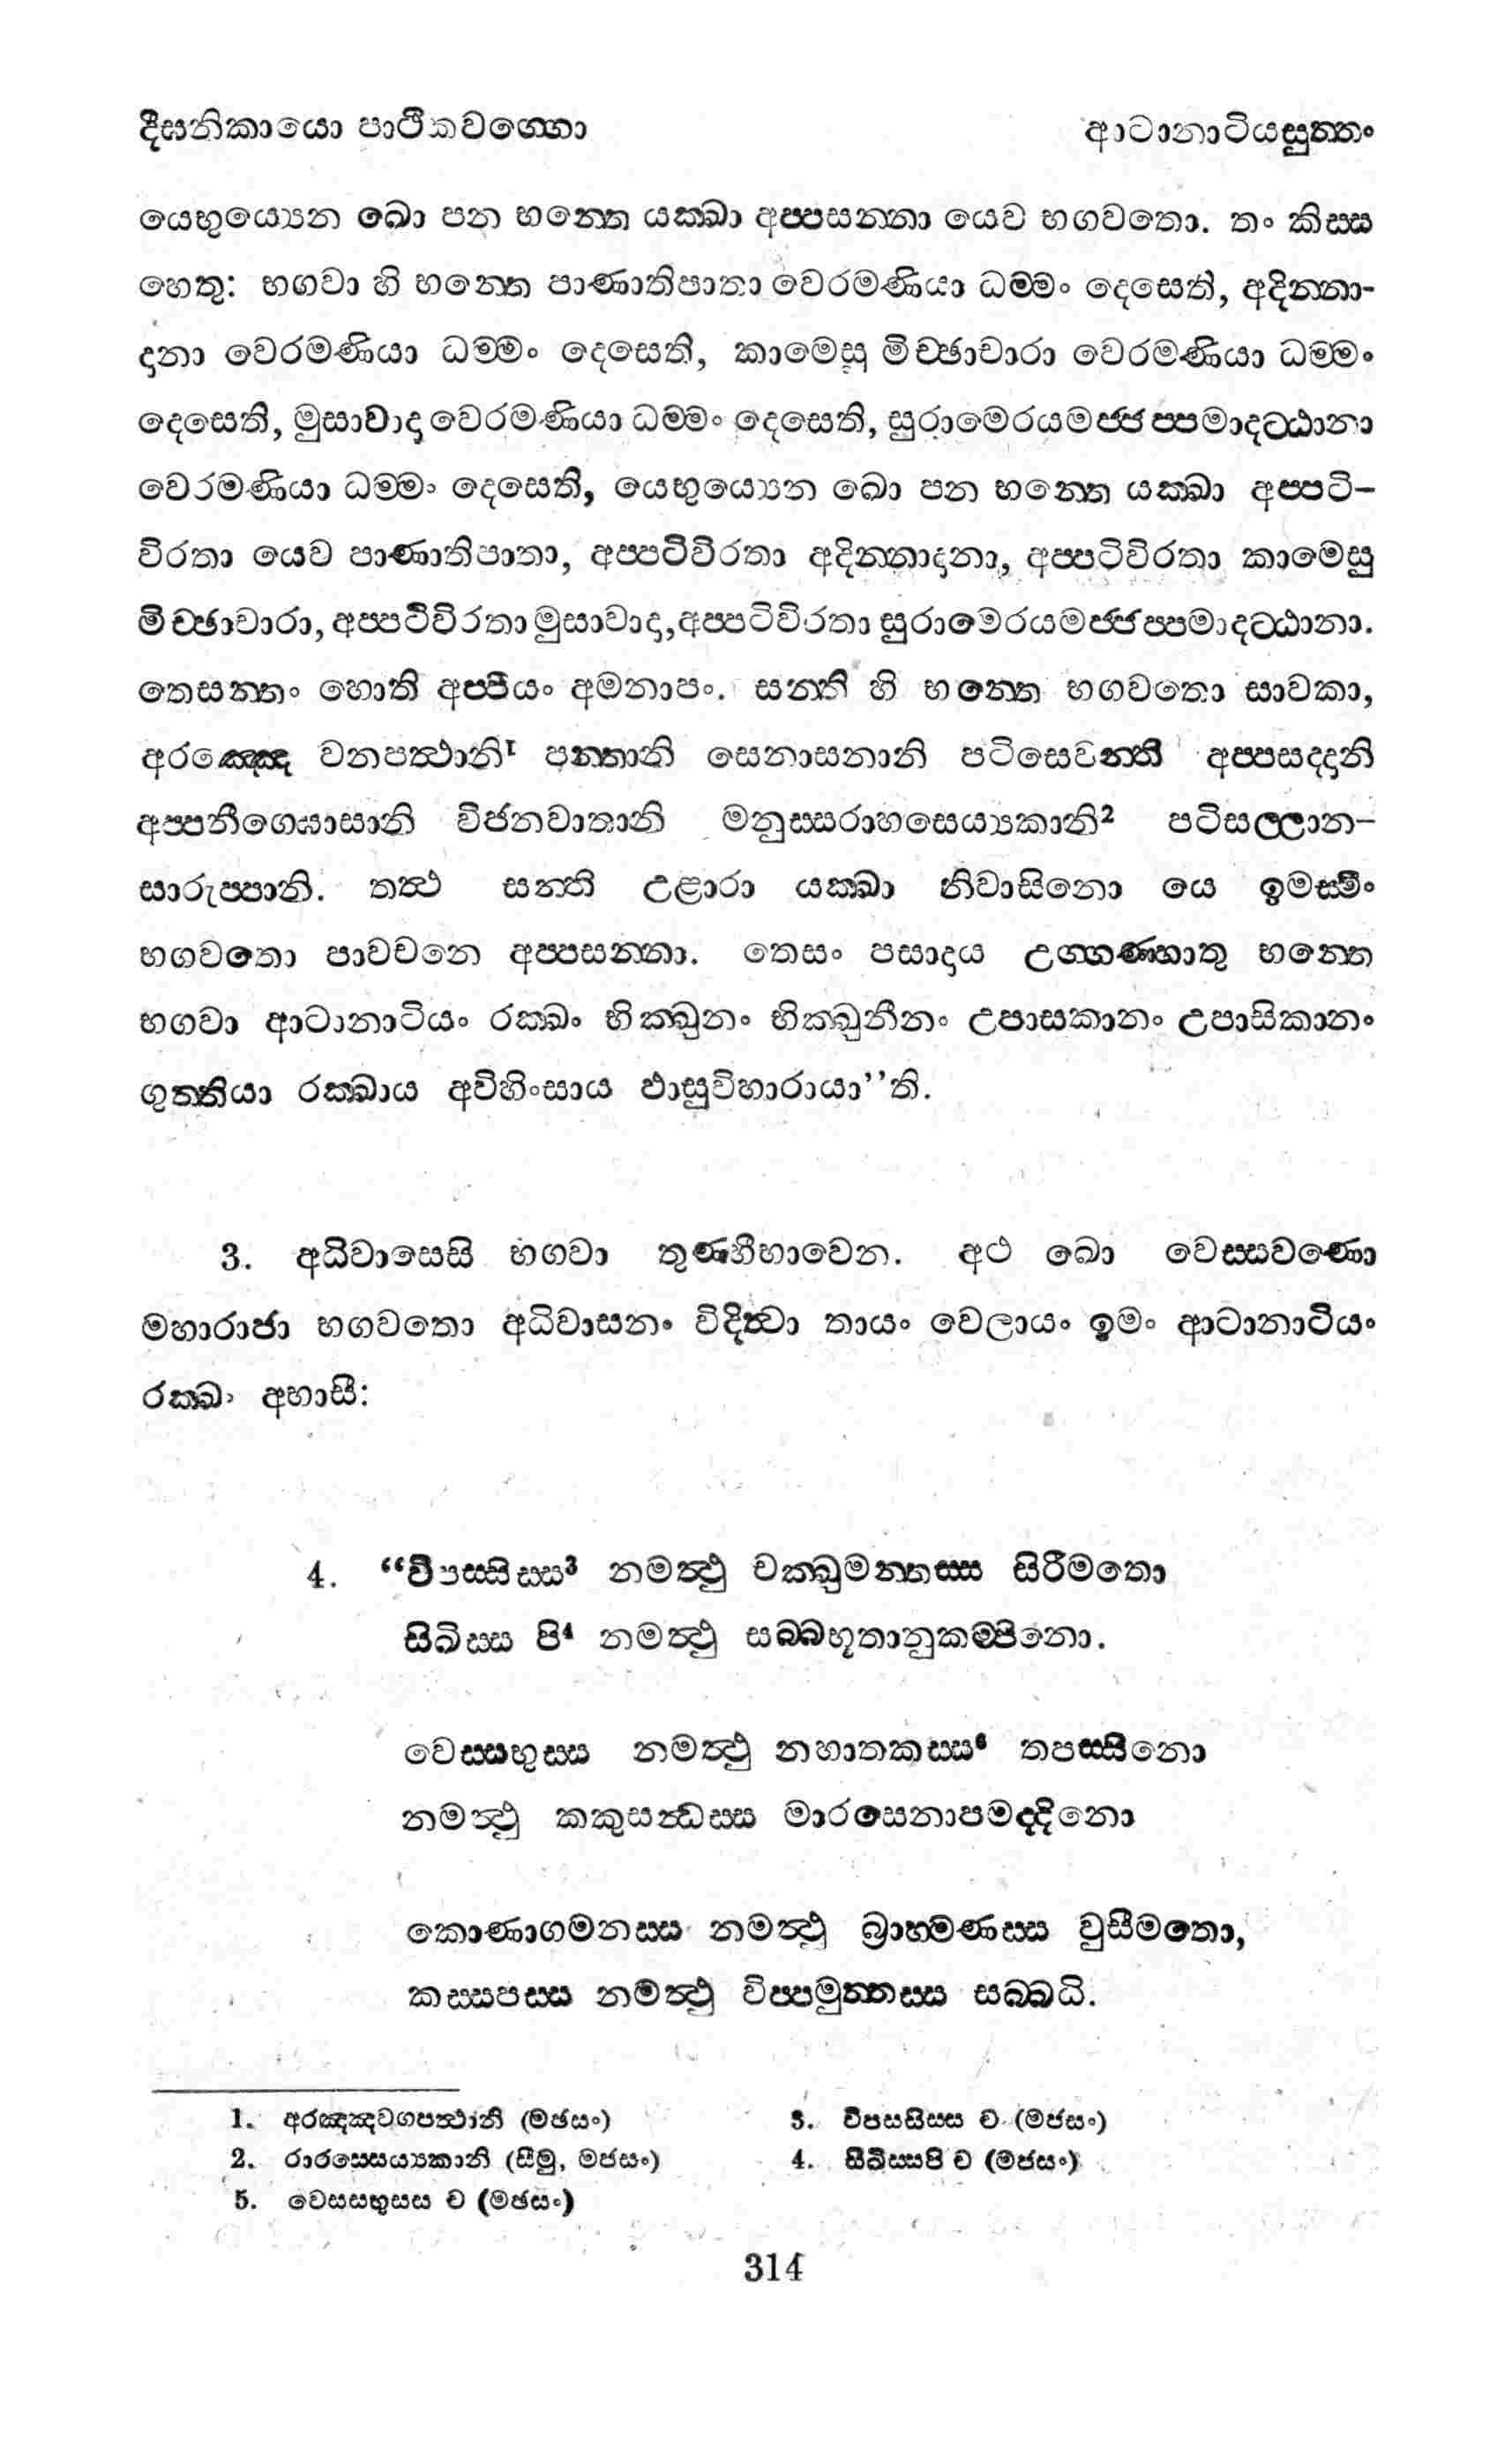 දීඝනිකායො පාථිකවග්ගො ආටානාටියසුත්තං
යෙභුය්‍යෙන ඛො පන භන්තෙ යක්ඛා අප්පසන්නා යෙව භගවතො. තං කිස්ස
හෙතු: භගවා හි භන්තෙ පාණාතිපාතා වෙරමණියා ධම්මං දෙසෙති, අදින්නා-
දානා වෙරමණියා ධම්මං දෙසෙති, කාමෙසු මිච්ඡාචාරා වෙරමණියා ධම්මං
දෙසෙති, මුසාවාදා වෙරමණියා ධම්මං දෙසෙති, සුරාමෙරයමජ්ජප්පමාදට්ඨානා
වෙරමණියා ධම්මං දෙසෙති, යෙභුය්‍යෙන ඛො පන භන්තෙ යක්ඛා අප්පටි-
විරතා යෙව පාණාතිපාතා, අප්පටිවිරතා අදින්නාදානා, අප්පටිවිරතා කාමෙසු
මිච්ඡාචාරා, අප්පටිවිරතා මුසාවාදා, අප්පටිවිරතා සුරාමෙරයමජ්ජප්පමාදට්ඨානා.
තෙසන්තං හොති අප්පියං අමනාපං. සන්ති හි භන්තෙ භගවතො සාවකා,
අරඤ්ඤෙ වනපත්‍ථානි¹ පන්තානි සෙනාසනානි පටිසෙවන්ති අප්පසද්දානි
අප්පනිග්ඝොසානි විජනවාතානි මනුස්සරාහසෙය්‍යකානි² පටිසල්ලාන-
සාරුප්පානි. තත්‍ථ සන්ති උළාරා යක්ඛා නිවාසිනො යෙ ඉමස්මිං
භගවතො පාවචනෙ අප්පසන්නා. තෙසං පසාදාය උග්ගණ්හාතු භන්තෙ
භගවා ආටානාටියං රක්ඛං භික්ඛුනං භික්ඛුනීනං උපාසකානං උපාසිකානං
ගුත්තියා රක්ඛාය අවිහිංසාය ඵාසුවිහාරායා’’ති.
3. අධිවාසෙසි භගවා තුණ්හීභාවෙන. අථ ඛො වෙස්සවණො
මහාරාජා භගවතො අධිවාසනං විදිත්‍වා තායං වෙලායං ඉමං ආටානාටියං
රක්ඛං අභාසි:
4. “විපස්සිස්ස³ නමත්‍ථු චක්ඛුමන්තස්ස සිරීමතො
සිඛිස්ස පි⁴ නමත්‍ථු සබ්බභූතානුකම්පිනො.
වෙස්සභුස්ස නමත්‍ථු නහාතකස්ස⁶ තපස්සිනො
නමත්‍ථු කකුසන්‍ධස්ස මාරසෙනාපමද්දිනො
කොණාගමනස්ස නමත්‍ථු බ්‍රාහ්මණස්ස වුසීමතො,
කස්සපස්ස නමත්‍ථු විප්පමුත්තස්ස සබ්බධි.
1. අරඤ්ඤවගපත්‍ථානි (මඡසං) 3. විපස්සිස්ස ච (මජසං)
2. රාරස්සෙය්‍යකානි (සීමු, මජසං) 4. සිඛිස්සපි ච (මජසං)
5. වෙස්සභුස්ස ච (මඡසං)
314